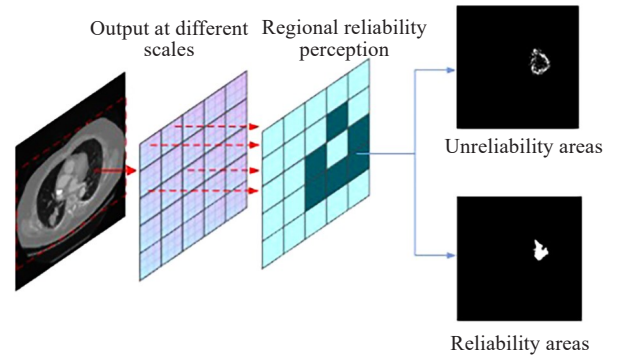 Output at different
scales
Regional reliability
perception
Unreliability areas
Reliability areas